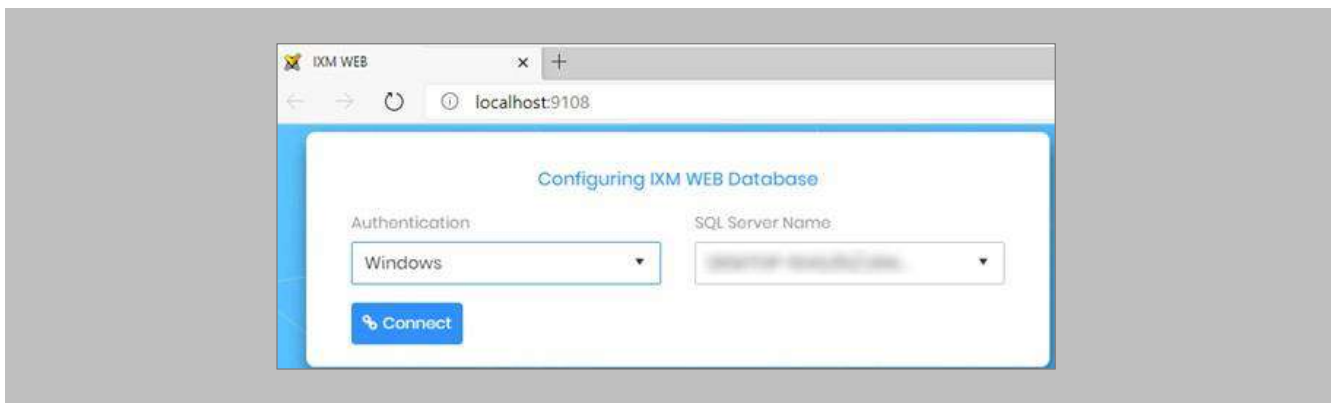 IXM WEB
localhost:9108
Configuring IXM WEB Database
Authentication
SQL Server Name
Windows
Connect